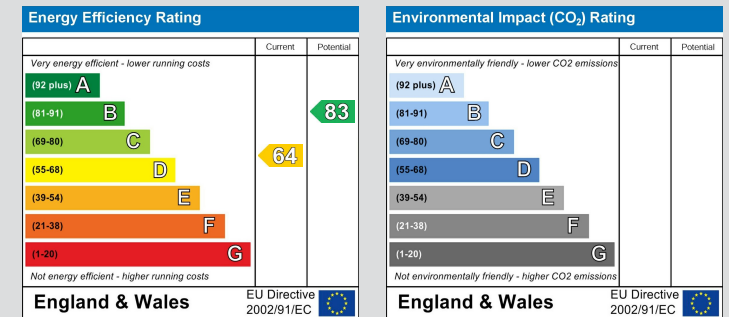 Energy Efficiency Rating
Current Potential
Very energy efficient - lower running costs
(92 plus) A
(81-91) B
83
(69-80) C
64
(55-68) D
(39-54) E
(21-38) F
(1-20) G
Not energy efficient - higher running costs
England & Wales
EU Directive
2002/91/EC
Environmental Impact (CO₂) Rating
Current Potential
Very environmentally friendly - lower CO2 emissions
(92 plus) A
(81-91) B
(69-80) C
(55-68) D
(39-54) E
(21-38) F
(1-20) G
Not environmentally friendly - higher CO2 emissions
England & Wales
EU Directive
2002/91/EC